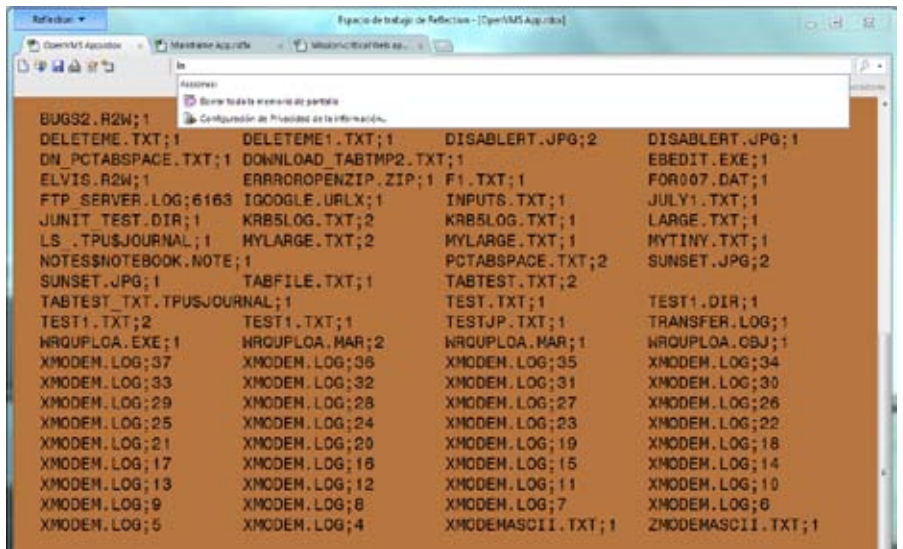 Reflection
Espacio de trabajo de Reflection - [OpenVMS App.rdox]
OpenVMS App.rdox
Mainframe App.rdfx
Mission-critical Web ap...
in
Acciones:
Borrar toda la memoria de pantalla
Configuración de Privacidad de la información...
BUGS2.R2W;1
DELETEME.TXT;1 DELETEME1.TXT;1 DISABLERT.JPG;2 DISABLERT.JPG;1
DN_PCTABSPACE.TXT;1 DOWNLOAD_TABTMP2.TXT;1 EBEDIT.EXE;1
ELVIS.R2W;1 ERRROROPENZIP.ZIP;1 F1.TXT;1 FOR007.DAT;1
FTP_SERVER.LOG;6163 IGOOGLE.URLX;1 INPUTS.TXT;1 JULY1.TXT;1
JUNIT_TEST.DIR;1 KRB5LOG.TXT;2 KRB5LOG.TXT;1 LARGE.TXT;1
LS_.TPU$JOURNAL;1 MYLARGE.TXT;2 MYLARGE.TXT;1 MYTINY.TXT;1
NOTES$NOTEBOOK.NOTE;1 PCTABSPACE.TXT;2 SUNSET.JPG;2
SUNSET.JPG;1 TABFILE.TXT;1 TABTEST.TXT;2
TABTEST_TXT.TPU$JOURNAL;1 TEST.TXT;1 TEST1.DIR;1
TEST1.TXT;2 TEST1.TXT;1 TESTJP.TXT;1 TRANSFER.LOG;1
WRQUPLOA.EXE;1 WRQUPLOA.MAR;2 WRQUPLOA.MAR;1 WRQUPLOA.OBJ;1
XMODEM.LOG;37 XMODEM.LOG;36 XMODEM.LOG;35 XMODEM.LOG;34
XMODEM.LOG;33 XMODEM.LOG;32 XMODEM.LOG;31 XMODEM.LOG;30
XMODEM.LOG;29 XMODEM.LOG;28 XMODEM.LOG;27 XMODEM.LOG;26
XMODEM.LOG;25 XMODEM.LOG;24 XMODEM.LOG;23 XMODEM.LOG;22
XMODEM.LOG;21 XMODEM.LOG;20 XMODEM.LOG;19 XMODEM.LOG;18
XMODEM.LOG;17 XMODEM.LOG;16 XMODEM.LOG;15 XMODEM.LOG;14
XMODEM.LOG;13 XMODEM.LOG;12 XMODEM.LOG;11 XMODEM.LOG;10
XMODEM.LOG;9 XMODEM.LOG;8 XMODEM.LOG;7 XMODEM.LOG;6
XMODEM.LOG;5 XMODEM.LOG;4 XMODEMASCII.TXT;1 ZMODEMASCII.TXT;1